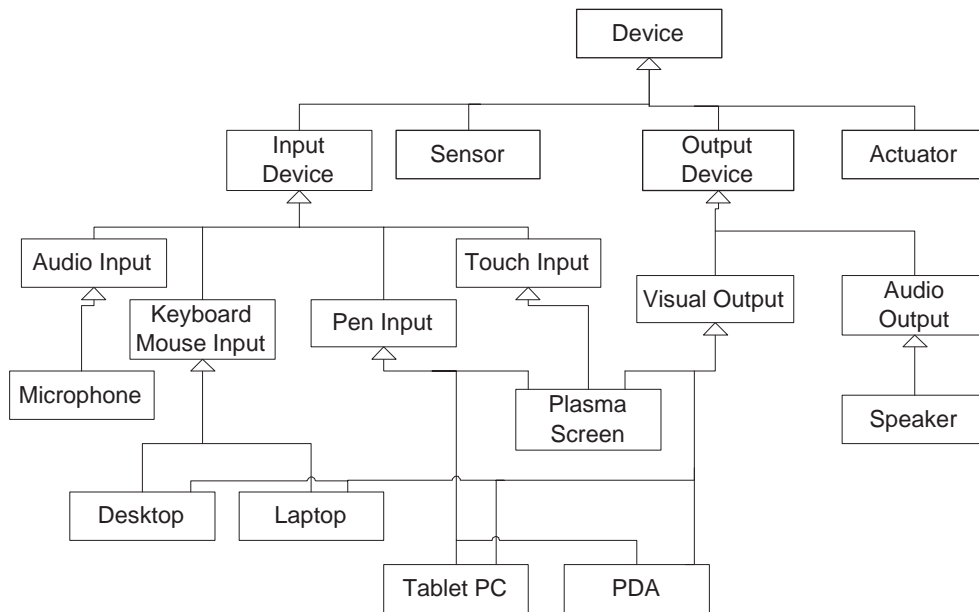 Device
Input
Device
Sensor
Output
Device
Actuator
Audio Input
Touch Input
Keyboard
Mouse Input
Pen Input
Visual Output
Audio
Output
Microphone
Plasma
Screen
Speaker
Desktop
Laptop
Tablet PC
PDA